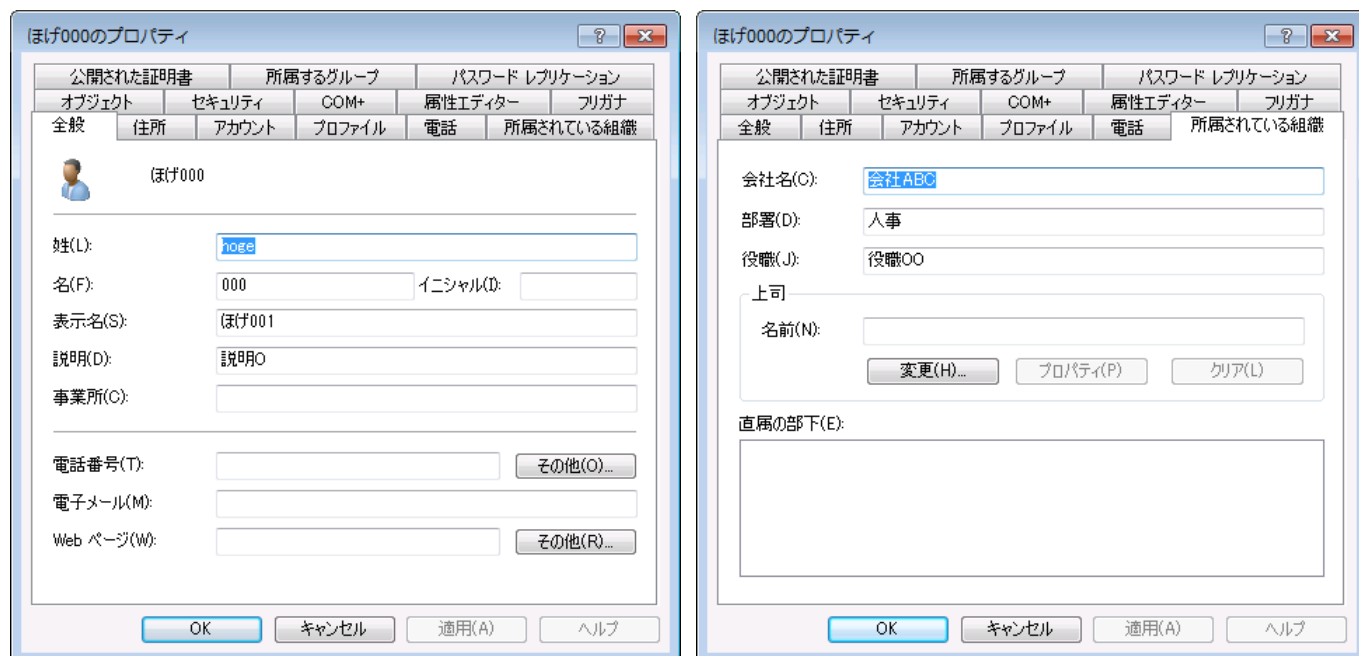 ほげ000のプロパティ
公開された証明書 所属するグループ パスワード レプリケーション
オブジェクト セキュリティ COM+ 属性エディター フリガナ
全般 住所 アカウント プロファイル 電話 所属されている組織
ほげ000
姓(L): hoge
名(F): 000 イニシャル(I):
表示名(S): ほげ001
説明(D): 説明O
事業所(C):
電話番号(T): その他(O)...
電子メール(M):
Web ページ(W): その他(R)...
OK キャンセル 適用(A) ヘルプ
ほげ000のプロパティ
公開された証明書 所属するグループ パスワード レプリケーション
オブジェクト セキュリティ COM+ 属性エディター フリガナ
全般 住所 アカウント プロファイル 電話 所属されている組織
会社名(C): 会社ABC
部署(D): 人事
役職(J): 役職OO
上司
名前(N):
変更(H)... プロパティ(P) クリア(L)
直属の部下(E):
OK キャンセル 適用(A) ヘルプ